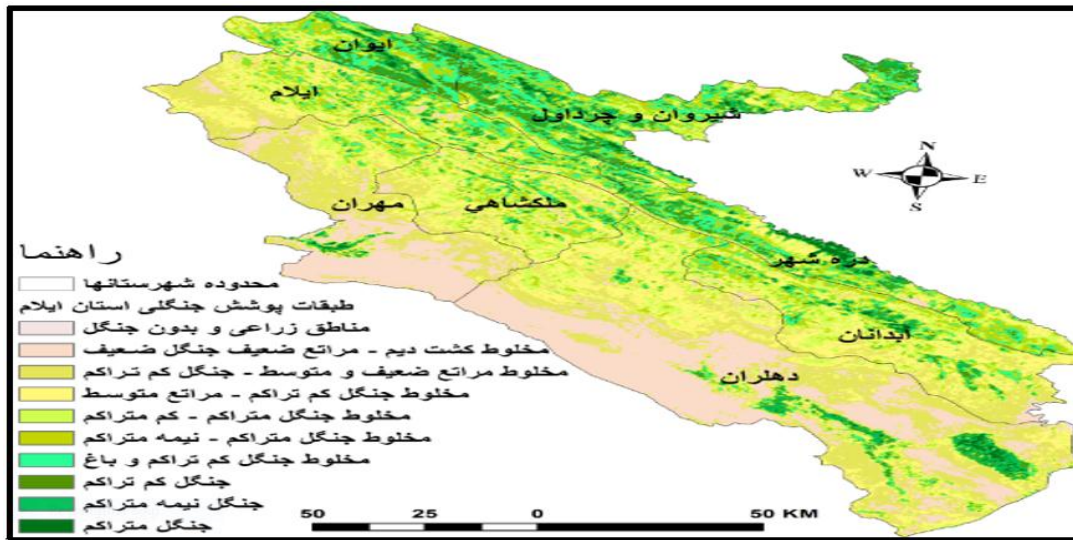 ایوان
ایلام
شیروان و چرداول
N
W E
S
مهران
ملکشاهي
دره شهر
آبدانان
دهلران
راهنما
محدوده شهرستانها
طبقات پوشش جنگلی استان ایلام
مناطق زراعی و بدون جنگل
مخلوط کشت دیم - مراتع ضعیف جنگل ضعیف
مخلوط مراتع ضعیف و متوسط - جنگل کم تراکم
مخلوط جنگل کم تراکم - مراتع متوسط
مخلوط جنگل متراکم - کم متراکم
مخلوط جنگل متراکم - نیمه متراکم
مخلوط جنگل کم تراکم و باغ
جنگل کم تراکم
جنگل نیمه متراکم
جنگل متراکم
50 25 0 50 KM